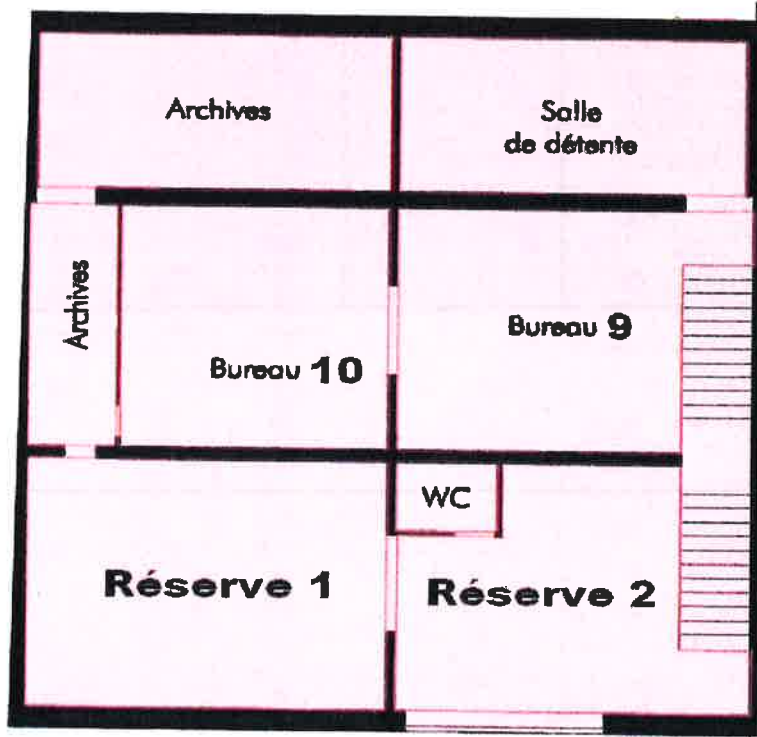 Archives
Salle
de détente
Archives
Bureau 9
Bureau 10
WC
Réserve 1
Réserve 2